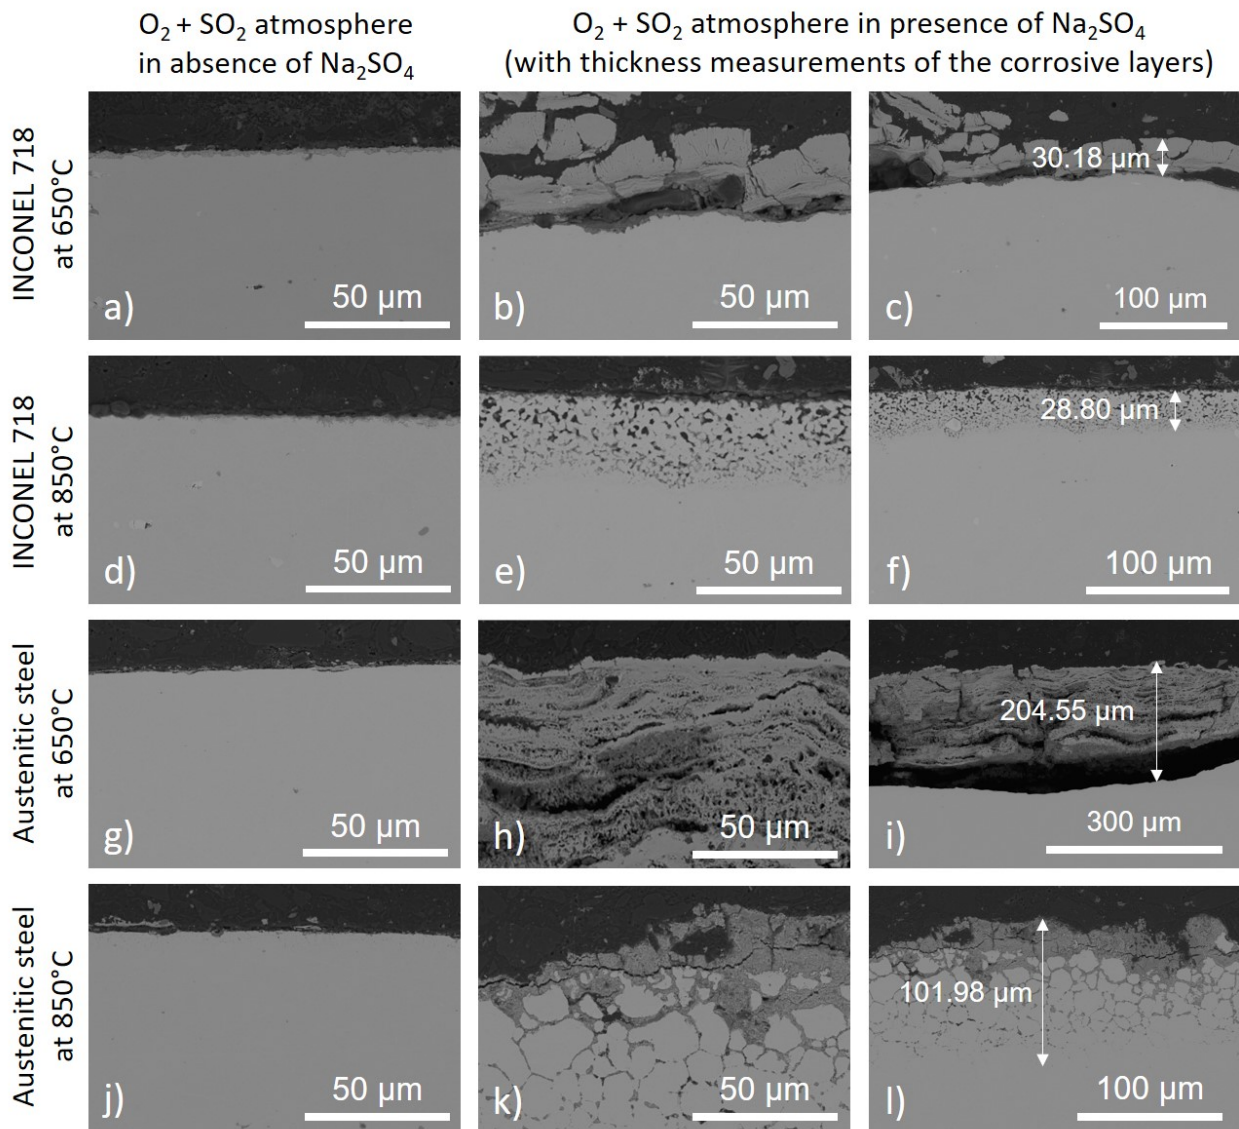 O₂ + SO₂ atmosphere
in absence of Na₂SO₄
O₂ + SO₂ atmosphere in presence of Na₂SO₄
(with thickness measurements of the corrosive layers)
INCONEL 718
at 650°C
a)
50 µm
b)
50 µm
30.18 µm
c)
100 µm
INCONEL 718
at 850°C
d)
50 µm
e)
50 µm
28.80 µm
f)
100 µm
Austenitic steel
at 650°C
g)
50 µm
h)
50 µm
204.55 µm
i)
300 µm
Austenitic steel
at 850°C
j)
50 µm
k)
50 µm
101.98 µm
l)
100 µm